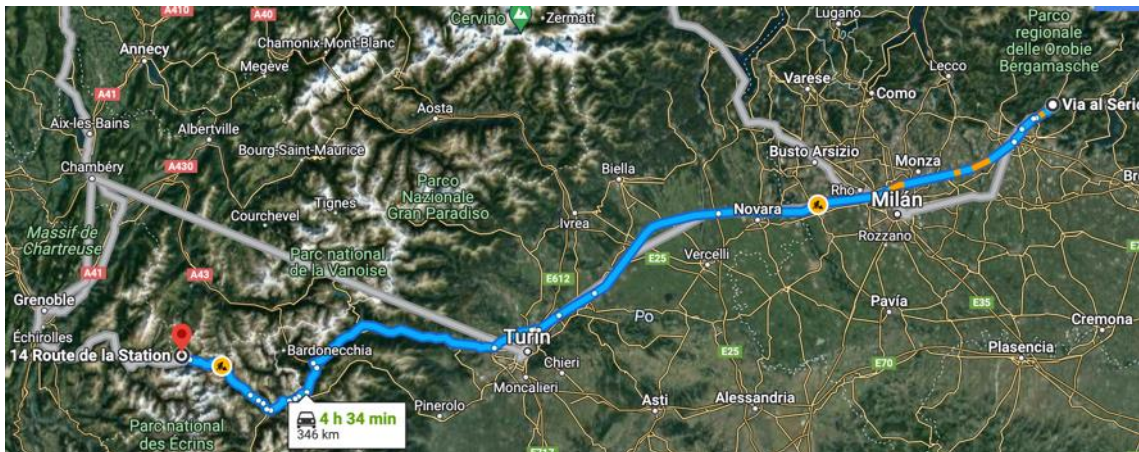 A410
A40
Cervino
Zermatt
Lugano
Parco
regionale
delle Orobie
Bergamasche
Annecy
Chamonix-Mont-Blanc
Megève
Lecco
Varese
Como
A41
Aosta
Via al Serio
Aix-les-Bains
Albertville
Bourg-Saint-Maurice
Busto Arsizio
Monza
Chambéry
A430
Biella
Rho
Milán
Tignes
Parco
Nazionale
Gran Paradiso
Courchevel
Ivrea
Novara
Rozzano
Massif de
Chartreuse
A41
A43
Parc national
de la Vanoise
E612
E25
Vercelli
Grenoble
Pavía
E35
Échirolles
Turín
Po
Cremona
14 Route de la Station
Bardonecchia
Chieri
E25
E70
Plasencia
Moncalieri
Pinerolo
Asti
Alessandria
4 h 34 min
346 km
Parc national
des Écrins